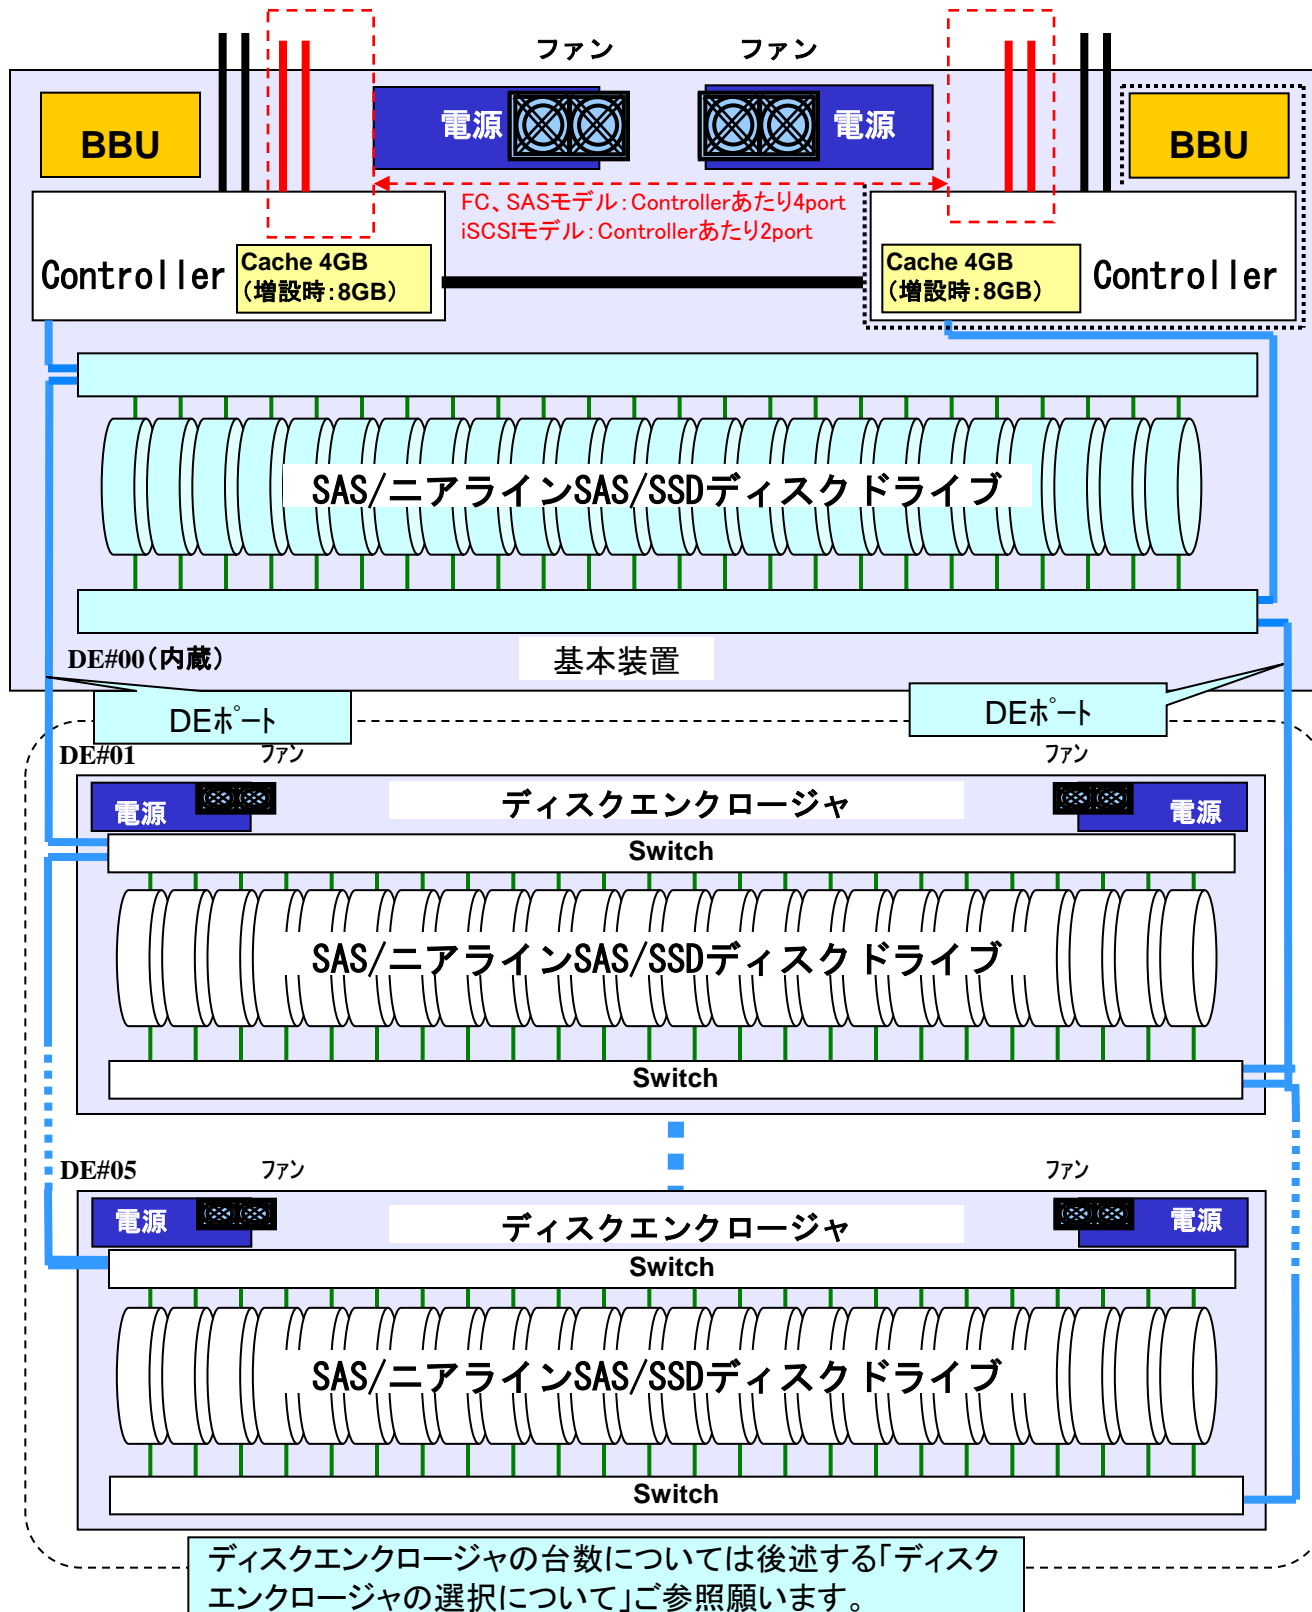 ファン
ファン
BBU
電源
電源
BBU
FC、SASモデル：Controllerあたり4port
iSCSIモデル：Controllerあたり2port
Controller
Cache 4GB
（増設時：8GB）
Cache 4GB
（増設時：8GB）
Controller
SAS/ニアラインSAS/SSDディスクドライブ
DE#00（内蔵）
基本装置
DEﾎﾟｰﾄ
DEﾎﾟｰﾄ
DE#01
ﾌｧﾝ
ﾌｧﾝ
電源
ディスクエンクロージャ
電源
Switch
SAS/ニアラインSAS/SSDディスクドライブ
Switch
DE#05
ﾌｧﾝ
ﾌｧﾝ
電源
ディスクエンクロージャ
電源
Switch
SAS/ニアラインSAS/SSDディスクドライブ
Switch
ディスクエンクロージャの台数については後述する「ディスク
エンクロージャの選択について」ご参照願います。